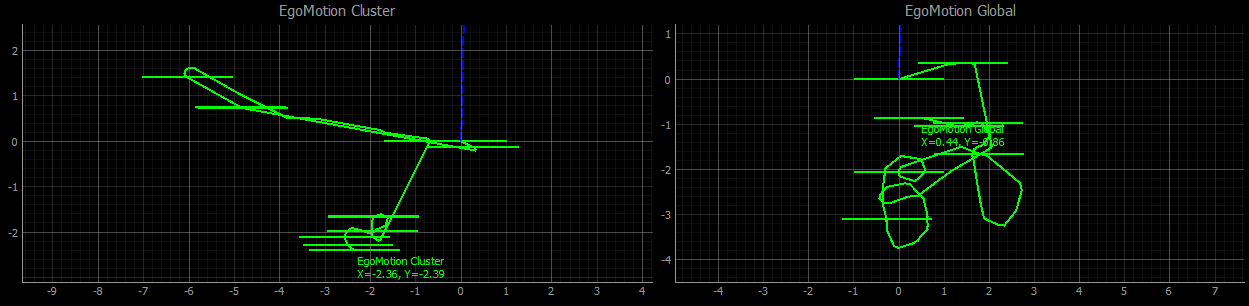 EgoMotion Cluster
2
1
0
-1
-2
EgoMotion Cluster
X=-2.36, Y=-2.39
-9 -8 -7 -6 -5 -4 -3 -2 -1 0 1 2 3 4
EgoMotion Global
1
0
-1
EgoMotion Global
X=0.44, Y=-0.86
-2
-3
-4
-4 -3 -2 -1 0 1 2 3 4 5 6 7